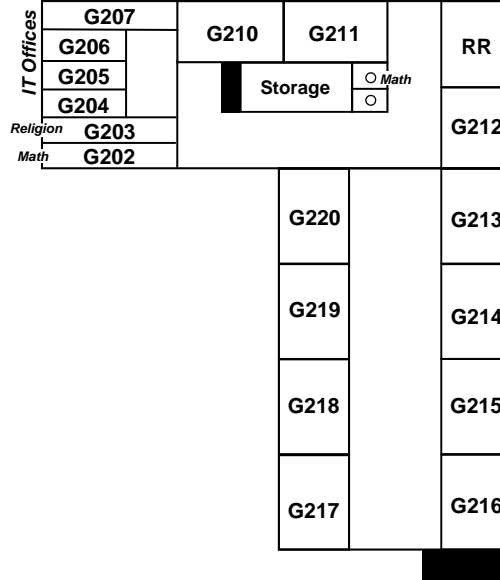 IT Offices
G207
G206
G205
G204
Religion G203
Math G202
G210
G211
Storage
Math
RR
G212
G220
G213
G219
G214
G218
G215
G217
G216